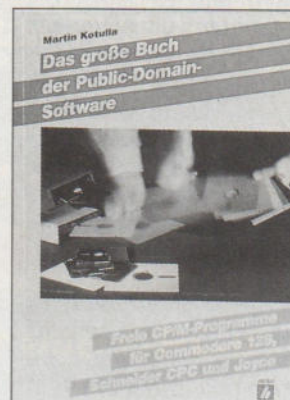 Martin Kotulla
Das große Buch
der Public-Domain-
Software
Freie CP/M-Programme
für Commodore 128,
Schneider CPC und Joyce